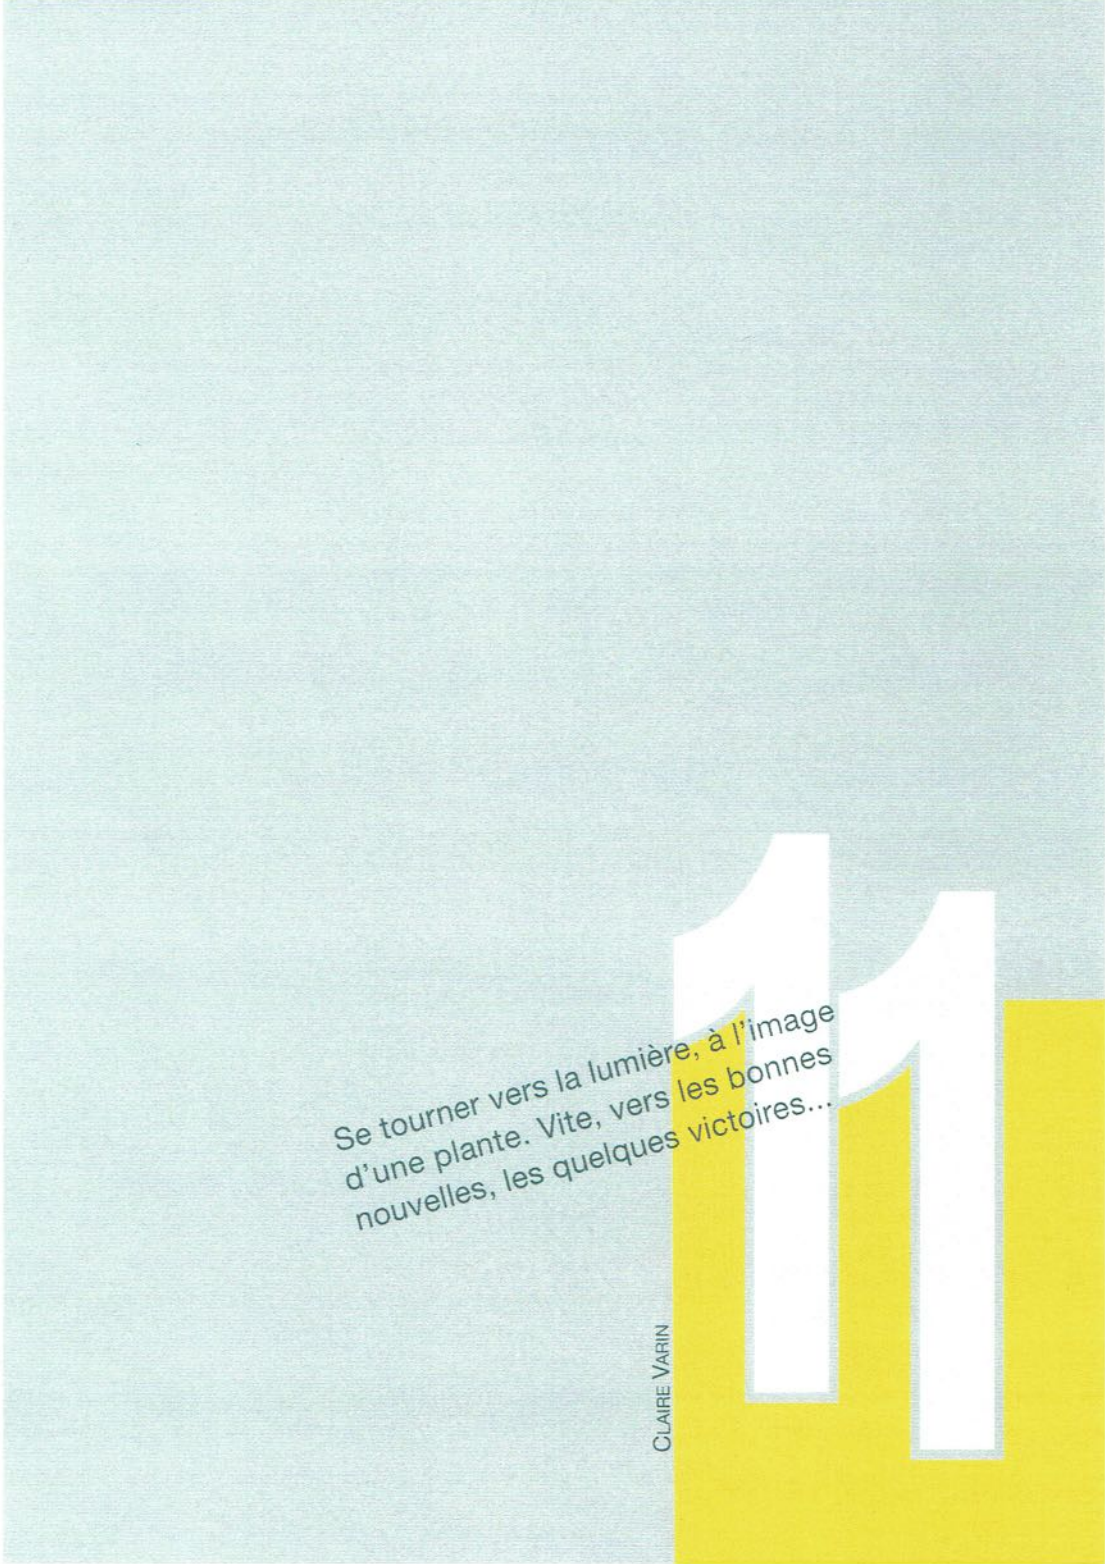 11
Se tourner vers la lumière, à l'image
d'une plante. Vite, vers les bonnes
nouvelles, les quelques victoires...
CLAIRE VARIN